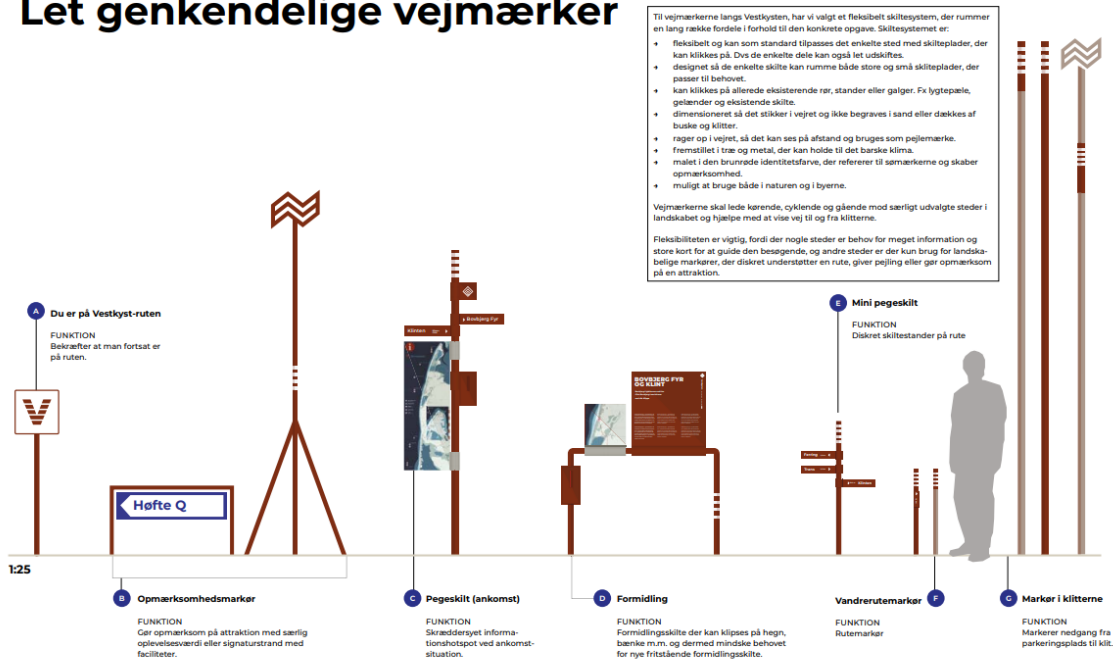 Let genkendelige vejmærker
Til vejmærkerne langs Vestkysten, har vi valgt et fleksibelt skiltesystem, der rummer
en lang række fordele i forhold til den konkrete opgave. Skiltesystemet er:
➔ fleksibelt og kan som standard tilpasses det enkelte sted med skilteplader, der
kan klikkes på. Dvs de enkelte dele kan også let udskiftes.
➔ designet så de enkelte skilte kan rumme både store og små skliteplader, der
passer til behovet.
➔ kan klikkes på allerede eksisterende rør, stander eller galger. Fx lygtepæle,
gelænder og eksistende skilte.
➔ dimensioneret så det stikker i vejret og ikke begraves i sand eller dækkes af
buske og klitter.
➔ rager op i vejret, så det kan ses på afstand og bruges som pejlemærke.
➔ fremstillet i træ og metal, der kan holde til det barske klima.
➔ malet i den brunrøde identitetsfarve, der refererer til sømærkerne og skaber
opmærksomhed.
➔ muligt at bruge både i naturen og i byerne.
Vejmærkerne skal lede kørende, cyklende og gående mod særligt udvalgte steder i
landskabet og hjælpe med at vise vej til og fra klitterne.
Fleksibiliteten er vigtig, fordi der nogle steder er behov for meget information og
store kort for at guide den besøgende, og andre steder er der kun brug for landska-
belige markører, der diskret understøtter en rute, giver pejling eller gør opmærksom
på en attraktion.
A Du er på Vestkyst-ruten
FUNKTION
Bekræfter at man fortsat er
på ruten.
E Mini pegeskilt
FUNKTION
Diskret skiltestander på rute
V
Høfte Q
Bovbjerg Fyr
Klinten
i
BOVBJERG FYR
OG KLINT
Ferring
Trans
Klinten
1:25
B Opmærksomhedsmarkør
FUNKTION
Gør opmærksom på attraktion med særlig
oplevelsesværdi eller signaturstrand med
faciliteter.
C Pegeskilt (ankomst)
FUNKTION
Skræddersyet informa-
tionshotspot ved ankomst-
situation.
D Formidling
FUNKTION
Formidlingsskilte der kan klipses på hegn,
bænke m.m. og dermed mindske behovet
for nye fritstående formidlingsskilte.
Vandrerutemarkør F
FUNKTION
Rutemarkør
G Markør i klitterne
FUNKTION
Markerer nedgang fra
parkeringsplads til klit.